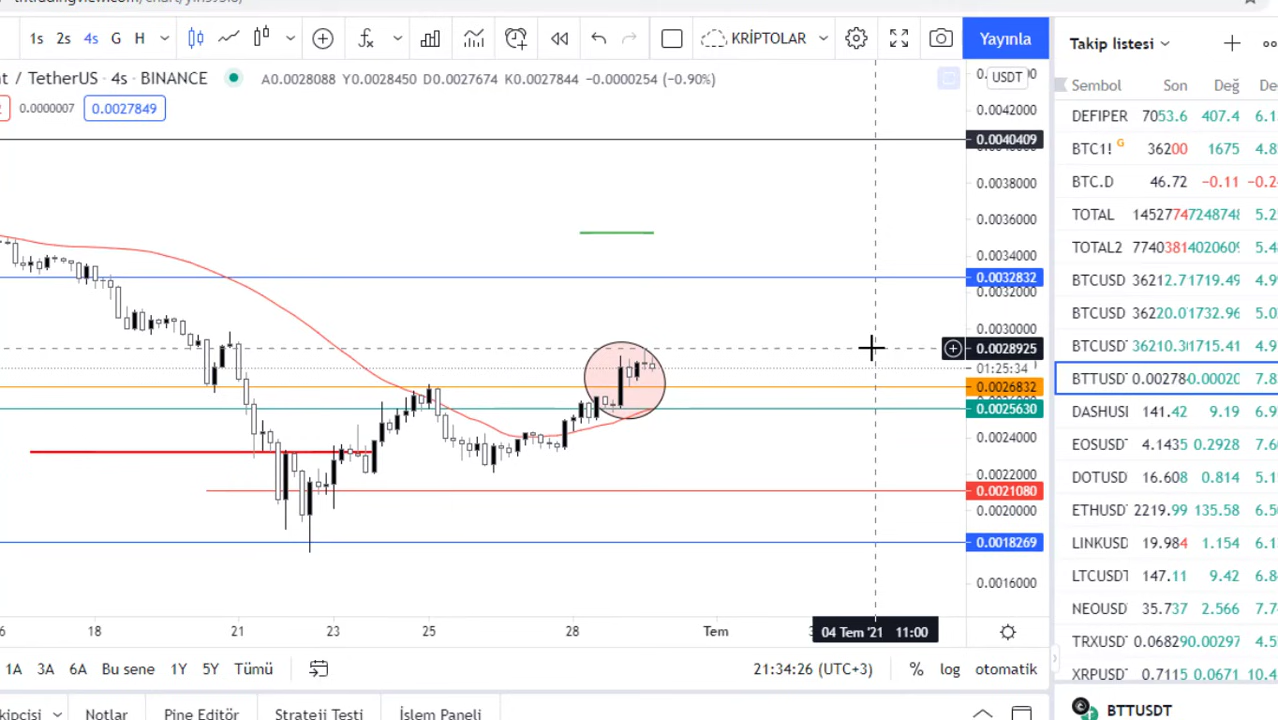 1s 2s 4s G H KRİPTOLAR Yayınla Takip listesi
/ TetherUS · 4s · BINANCE A0.0028088 Y0.0028450 D0.0027674 K0.0027844 −0.0000254 (−0.90%) USDT
0.0000007 0.0027849
0.0042000
0.0040409
0.0038000
0.0036000
0.0034000
0.0032832
0.0032000
0.0030000
0.0028925
01:25:34
0.0026832
0.0025630
0.0024000
0.0022000
0.0021080
0.0020000
0.0018269
0.0016000
18 21 23 25 28 Tem 04 Tem '21 11:00
1A 3A 6A Bu sene 1Y 5Y Tümü 21:34:26 (UTC+3) % log otomatik
Notlar Pine Editör Strateji Testi İşlem Paneli
Sembol Son Değ
DEFIPER 7053.6 407.4
BTC1! G 36200 1675
BTC.D 46.72 −0.11
TOTAL
TOTAL2
BTCUSD
BTCUSD
BTCUSD
BTTUSD 0.00278
DASHUSD 141.42 9.19
EOSUSD 4.1435 0.2928
DOTUSD 16.608 0.814
ETHUSD 2219.99 135.58
LINKUSD 19.984 1.154
LTCUSD 147.11 9.42
NEOUSD 35.737 2.566
TRXUSD
XRPUSD 0.7115 0.0671
BTTUSDT